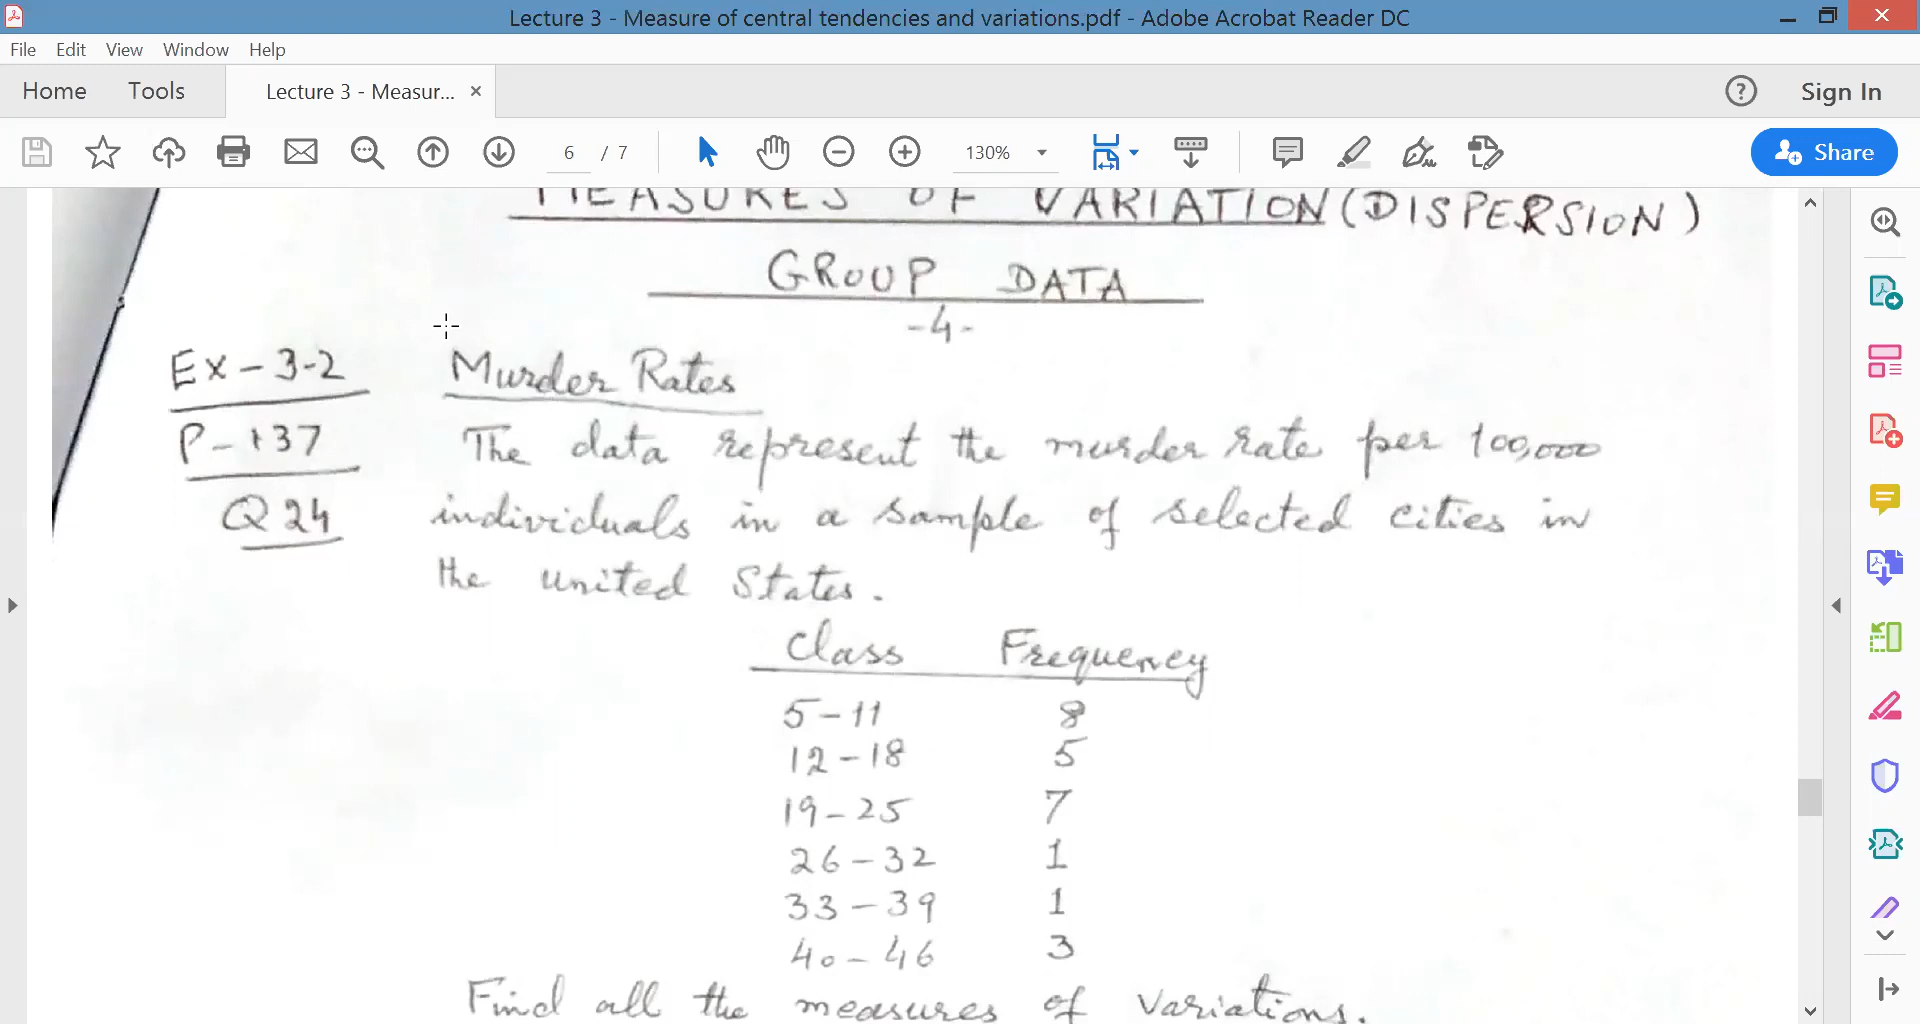 Lecture 3 - Measure of central tendencies and variations.pdf - Adobe Acrobat Reader DC
File Edit View Window Help
Home Tools Lecture 3 - Measur... × Sign In
6 / 7 130% Share
MEASURES OF VARIATION (DISPERSION)
GROUP DATA
-4-
Ex-3-2 Murder Rates
P-137 The data represent the murder rate per 100,000
Q24 individuals in a sample of selected cities in
the united States.
Class Frequency
5-11 8
12-18 5
19-25 7
26-32 1
33-39 1
40-46 3
Find all the measures of variations.